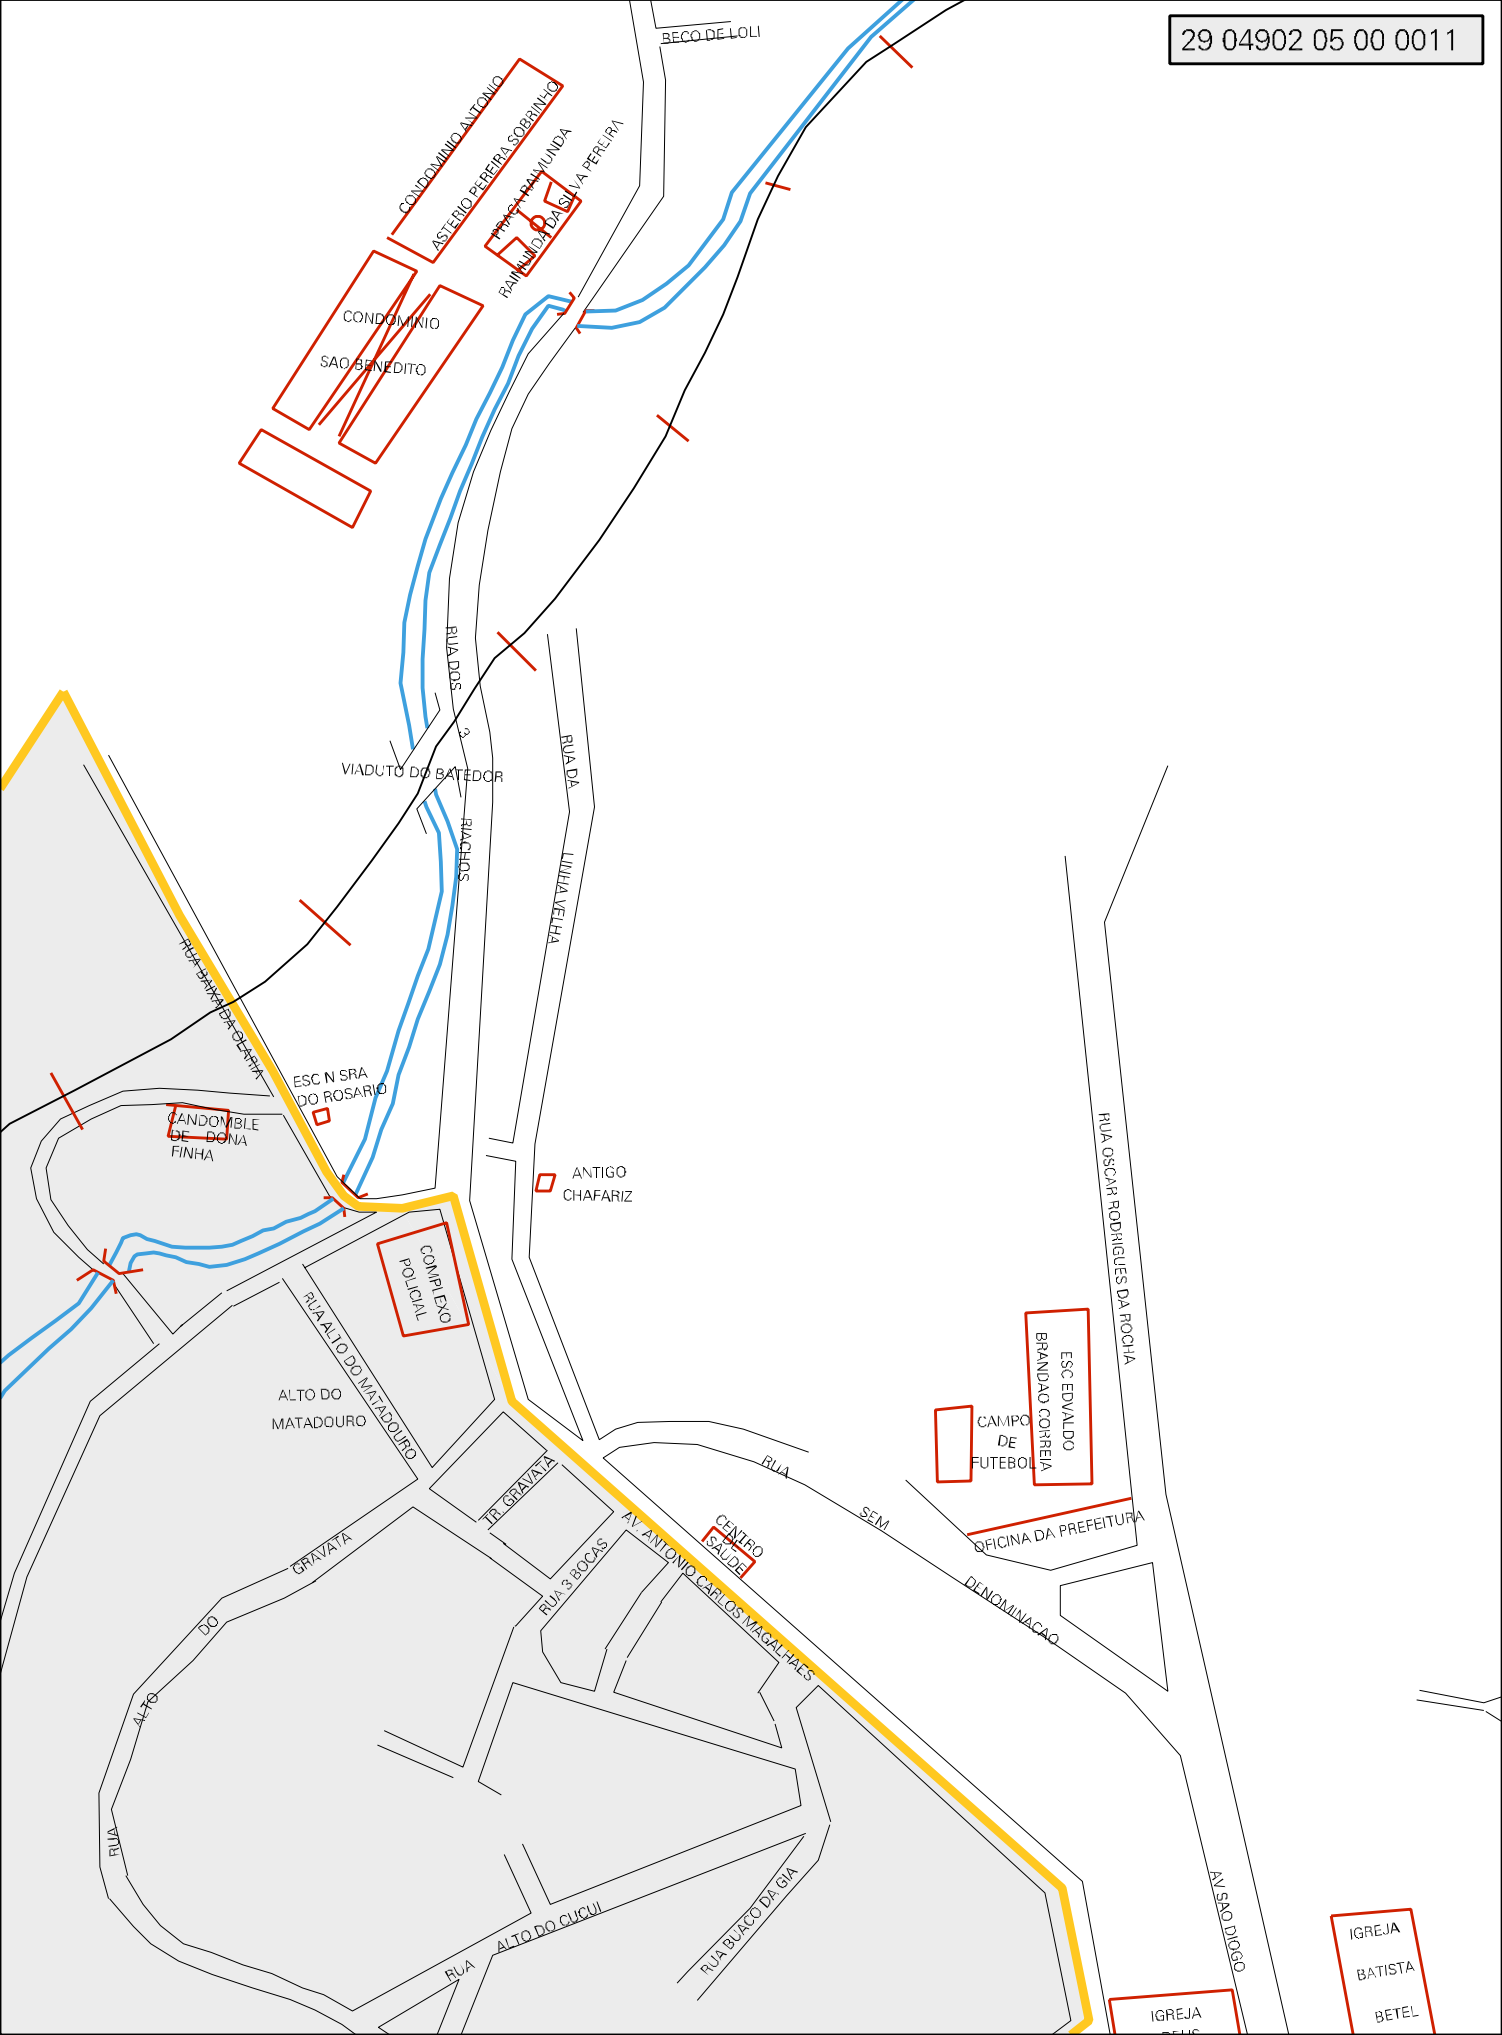 BECO DE LOLI
29 04902 05 00 0011
CONDOMINIO ANTONIO
ASTERIO PEREIRA SOBRINHO
PRACA RAIMUNDA
RAIMUNDA DA SILVA PEREIRA
CONDOMINIO
SAO BENEDITO
RUA DOS
3
RIACHOS
VIADUTO DO BATEDOR
RUA DA
LINHA VELHA
RUA BAIXA DA OLARIA
ESC N SRA
DO ROSARIO
CANDOMBLE
DE DONA
FINHA
ANTIGO
CHAFARIZ
COMPLEXO
POLICIAL
RUA OSCAR RODRIGUES DA ROCHA
RUA ALTO DO MATADOURO
ALTO DO
MATADOURO
ESC EDVALDO
BRANDAO CORREIA
CAMPO
DE
FUTEBOL
OFICINA DA PREFEITURA
RUA
SEM
DENOMINACAO
TR. GRAVATA
CENTRO
DE
SAUDE
AV. ANTONIO CARLOS MAGALHAES
RUA 3 BOCAS
RUA
ALTO
DO
GRAVATA
RUA
ALTO DO CUCUI
RUA BUACO DA GIA
AV SAO DIOGO
IGREJA
BATISTA
BETEL
IGREJA
DEUS